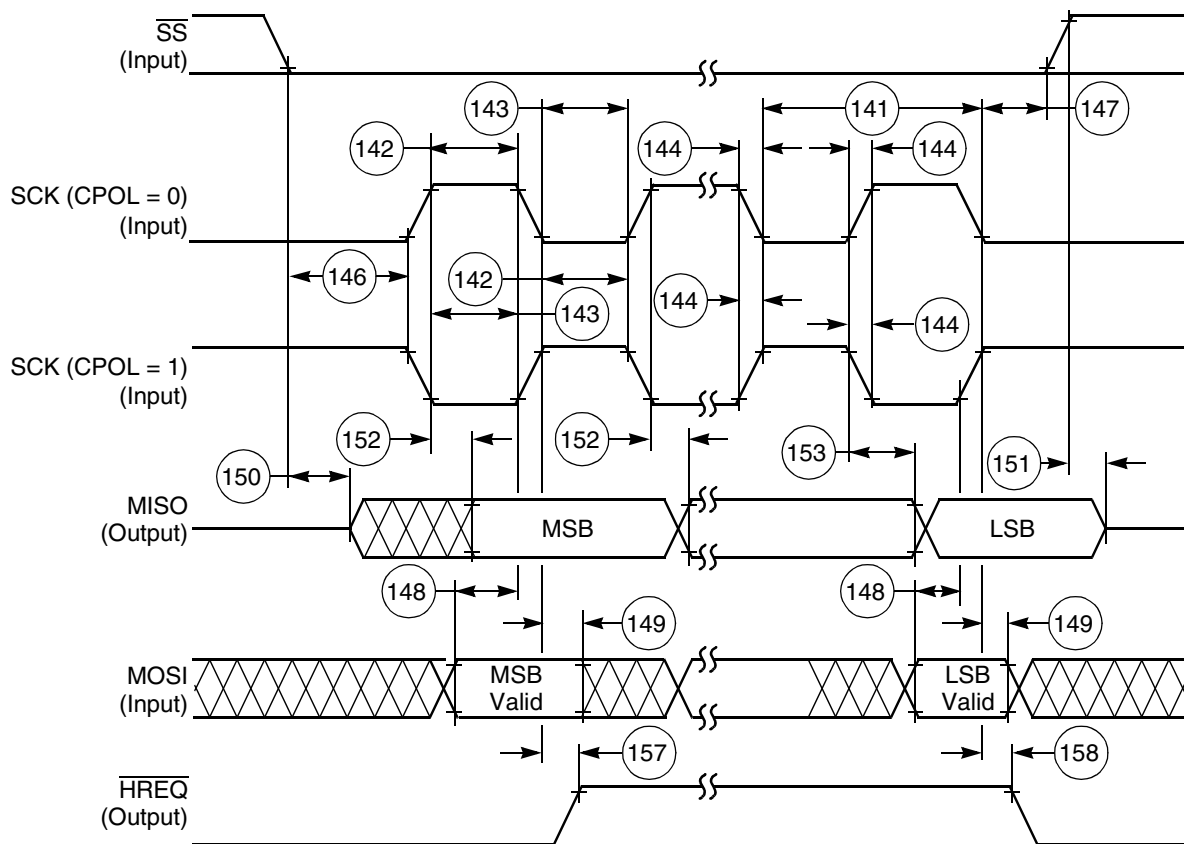 SS
(Input)
143
141
147
142
144
144
SCK (CPOL = 0)
(Input)
146
142
144
143
144
SCK (CPOL = 1)
(Input)
152
152
153
150
151
MISO
(Output)
MSB
LSB
148
148
149
149
MOSI
(Input)
MSB
Valid
LSB
Valid
157
158
HREQ
(Output)